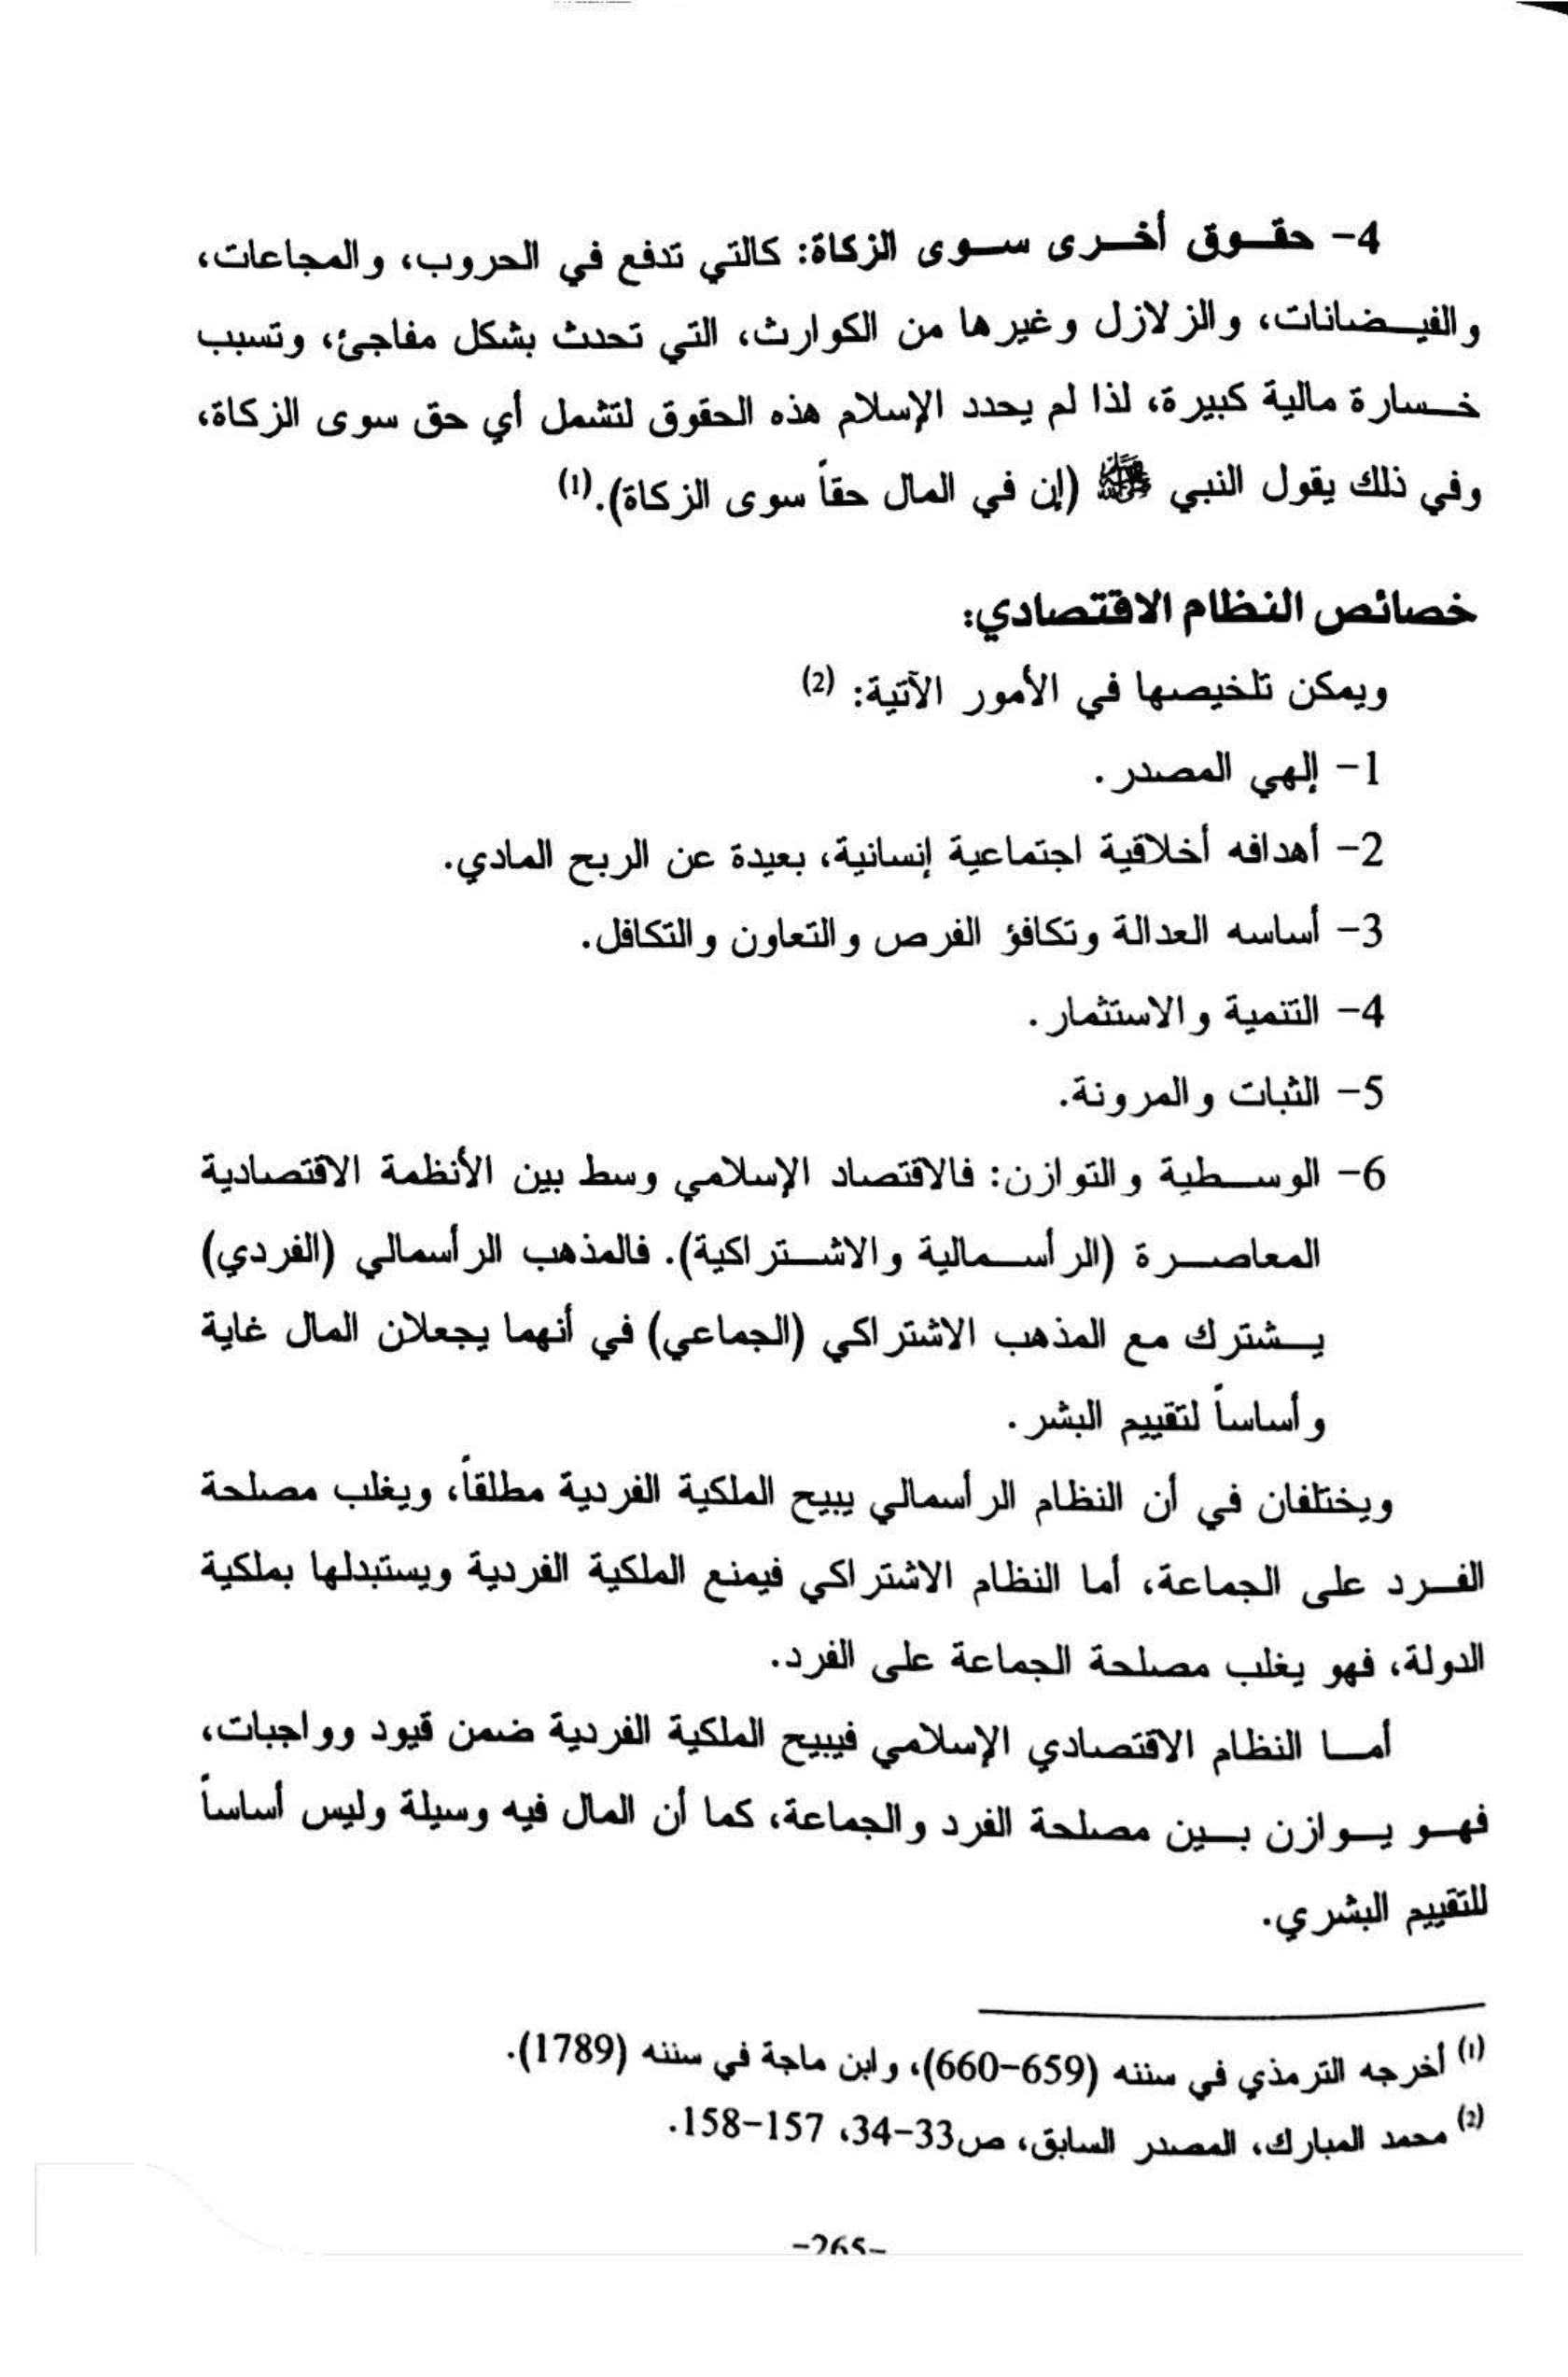 4- حقوق أخرى سوى الزكاة: كالتي تدفع في الحروب، والمجاعات،
والفيضانات، والزلازل وغيرها من الكوارث، التي تحدث بشكل مفاجئ، وتسبب
خسارة مالية كبيرة، لذا لم يحدد الإسلام هذه الحقوق لتشمل أي حق سوى الزكاة،
وفي ذلك يقول النبي ﷺ (إن في المال حقاً سوى الزكاة).(1)
خصائص النظام الاقتصادي:
ويمكن تلخيصها في الأمور الآتية: (2)
1- إلهي المصدر.
2- أهدافه أخلاقية اجتماعية إنسانية، بعيدة عن الربح المادي.
3- أساسه العدالة وتكافؤ الفرص والتعاون والتكافل.
4- التنمية والاستثمار.
5- الثبات والمرونة.
6- الوسطية والتوازن: فالاقتصاد الإسلامي وسط بين الأنظمة الاقتصادية
المعاصرة (الرأسمالية والاشتراكية). فالمذهب الرأسمالي (الفردي)
يشترك مع المذهب الاشتراكي (الجماعي) في أنهما يجعلان المال غاية
وأساساً لتقييم البشر.
ويختلفان في أن النظام الرأسمالي يبيح الملكية الفردية مطلقاً، ويغلب مصلحة
الفرد على الجماعة، أما النظام الاشتراكي فيمنع الملكية الفردية ويستبدلها بملكية
الدولة، فهو يغلب مصلحة الجماعة على الفرد.
أما النظام الاقتصادي الإسلامي فيبيح الملكية الفردية ضمن قيود وواجبات،
فهو يوازن بين مصلحة الفرد والجماعة، كما أن المال فيه وسيلة وليس أساساً
للتقييم البشري.
(1) أخرجه الترمذي في سننه (659-660)، وابن ماجة في سننه (1789).
(2) محمد المبارك، المصدر السابق، ص33-34، 157-158.
-265-